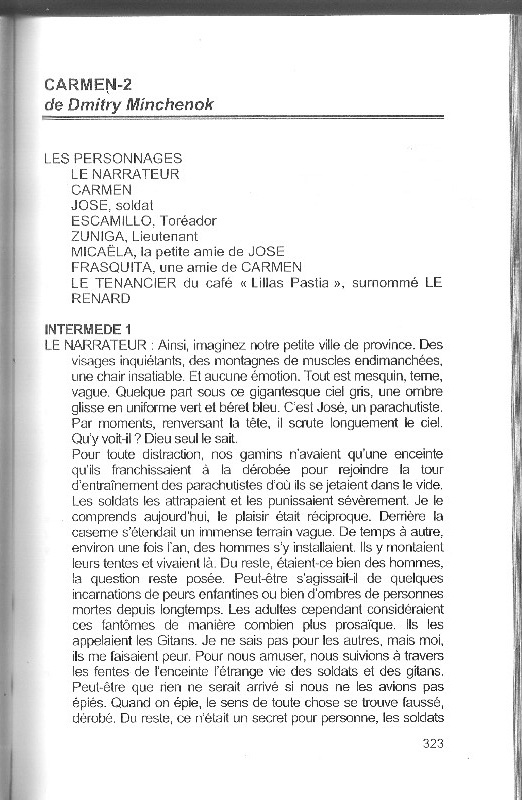 CARMEN-2
de Dmitry Minchenok
LES PERSONNAGES
LE NARRATEUR
CARMEN
JOSE, soldat
ESCAMILLO, Toréador
ZUNIGA, Lieutenant
MICAËLA, la petite amie de JOSE
FRASQUITA, une amie de CARMEN
LE TENANCIER du café « Lillas Pastia », surnommé LE
RENARD
INTERMEDE 1
LE NARRATEUR : Ainsi, imaginez notre petite ville de province. Des
visages inquiétants, des montagnes de muscles endimanchées,
une chair insatiable. Et aucune émotion. Tout est mesquin, terne,
vague. Quelque part sous ce gigantesque ciel gris, une ombre
glisse en uniforme vert et béret bleu. C'est José, un parachutiste.
Par moments, renversant la tête, il scrute longuement le ciel.
Qu'y voit-il ? Dieu seul le sait.
Pour toute distraction, nos gamins n'avaient qu'une enceinte
qu'ils franchissaient à la dérobée pour rejoindre la tour
d'entraînement des parachutistes d'où ils se jetaient dans le vide.
Les soldats les attrapaient et les punissaient sévèrement. Je le
comprends aujourd'hui, le plaisir était réciproque. Derrière la
caserne s'étendait un immense terrain vague. De temps à autre,
environ une fois l'an, des hommes s'y installaient. Ils y montaient
leurs tentes et vivaient là. Du reste, étaient-ce bien des hommes,
la question reste posée. Peut-être s'agissait-il de quelques
incarnations de peurs enfantines ou bien d'ombres de personnes
mortes depuis longtemps. Les adultes cependant considéraient
ces fantômes de manière combien plus prosaïque. Ils les
appelaient les Gitans. Je ne sais pas pour les autres, mais moi,
ils me faisaient peur. Pour nous amuser, nous suivions à travers
les fentes de l'enceinte l'étrange vie des soldats et des gitans.
Peut-être que rien ne serait arrivé si nous ne les avions pas
épiés. Quand on épie, le sens de toute chose se trouve faussé,
dérobé. Du reste, ce n'était un secret pour personne, les soldats
323